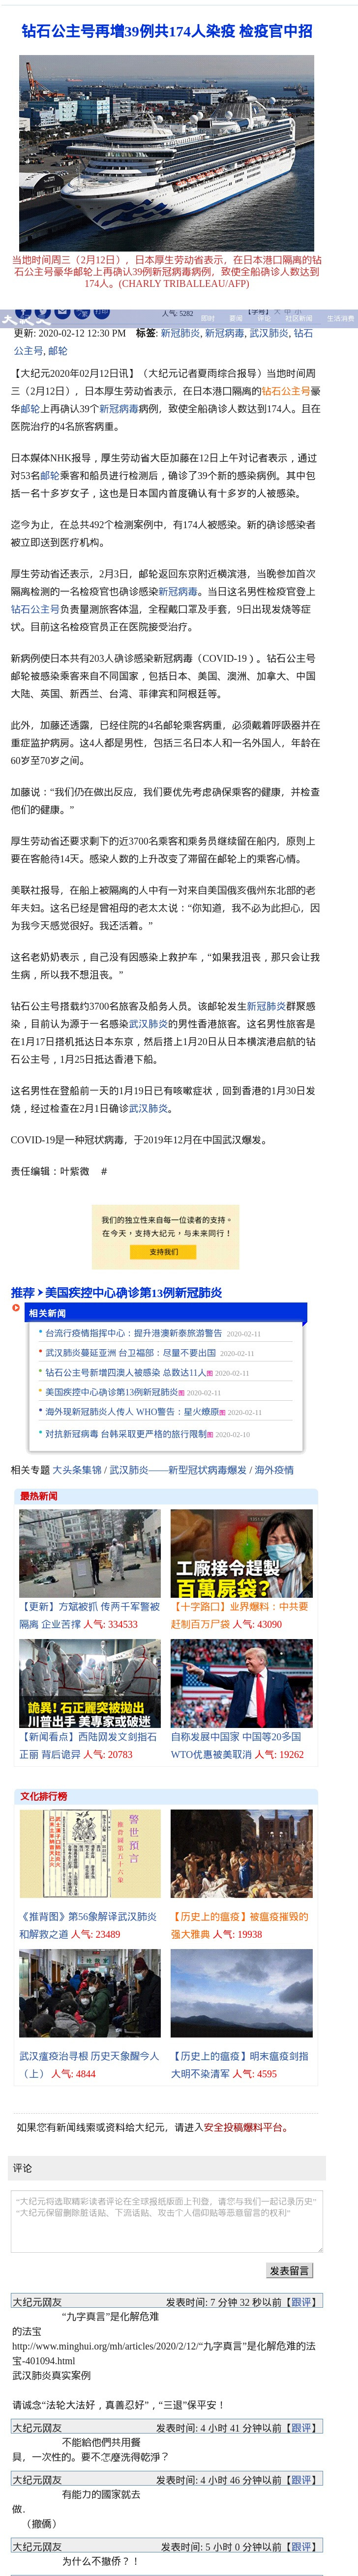 钻石公主号再增39例共174人染疫 检疫官中招
当地时间周三（2月12日），日本厚生劳动省表示，在日本港口隔离的钻
石公主号豪华邮轮上再确认39例新冠病毒病例，致使全船确诊人数达到
174人。(CHARLY TRIBALLEAU/AFP)
人气: 5282
【字号】 大 中 小
大纪元
即时 要闻 评论 社区新闻 生活消费
更新: 2020-02-12 12:30 PM 标签: 新冠肺炎, 新冠病毒, 武汉肺炎, 钻石
公主号, 邮轮
【大纪元2020年02月12日讯】（大纪元记者夏雨综合报导）当地时间周
三（2月12日），日本厚生劳动省表示，在日本港口隔离的钻石公主号豪
华邮轮上再确认39个新冠病毒病例，致使全船确诊人数达到174人。且在
医院治疗的4名旅客病重。
日本媒体NHK报导，厚生劳动省大臣加藤在12日上午对记者表示，通过
对53名邮轮乘客和船员进行检测后，确诊了39个新的感染病例。其中包
括一名十多岁女子，这也是日本国内首度确认有十多岁的人被感染。
迄今为止，在总共492个检测案例中，有174人被感染。新的确诊感染者
被立即送到医疗机构。
厚生劳动省还表示，2月3日，邮轮返回东京附近横滨港，当晚参加首次
隔离检测的一名检疫官也确诊感染新冠病毒。当日这名男性检疫官登上
钻石公主号负责量测旅客体温，全程戴口罩及手套，9日出现发烧等症
状。目前这名检疫官员正在医院接受治疗。
新病例使日本共有203人确诊感染新冠病毒（COVID-19 ）。钻石公主号
邮轮被感染乘客来自不同国家，包括日本、美国、澳洲、加拿大、中国
大陆、英国、新西兰、台湾、菲律宾和阿根廷等。
此外，加藤还透露，已经住院的4名邮轮乘客病重，必须戴着呼吸器并在
重症监护病房。这4人都是男性，包括三名日本人和一名外国人，年龄在
60岁至70岁之间。
加藤说：“我们仍在做出反应，我们要优先考虑确保乘客的健康，并检查
他们的健康。”
厚生劳动省还要求剩下的近3700名乘客和乘务员继续留在船内，原则上
要在客舱待14天。感染人数的上升改变了滞留在邮轮上的乘客心情。
美联社报导，在船上被隔离的人中有一对来自美国俄亥俄州东北部的老
年夫妇。这名已经是曾祖母的老太太说：“你知道，我不必为此担心，因
为我今天感觉很好。我还活着。”
这名老奶奶表示，自己没有因感染上救护车，“如果我沮丧，那只会让我
生病，所以我不想沮丧。”
钻石公主号搭载约3700名旅客及船务人员。该邮轮发生新冠肺炎群聚感
染，目前认为源于一名感染武汉肺炎的男性香港旅客。这名男性旅客是
在1月17日搭机抵达日本东京，然后搭上1月20日从日本横滨港启航的钻
石公主号，1月25日抵达香港下船。
这名男性在登船前一天的1月19日已有咳嗽症状，回到香港的1月30日发
烧，经过检查在2月1日确诊武汉肺炎。
COVID-19是一种冠状病毒，于2019年12月在中国武汉爆发。
责任编辑：叶紫微 #
我们的独立性来自每一位读者的支持。
在今天，支持大纪元，与未来同行！
支持我们
推荐 美国疾控中心确诊第13例新冠肺炎
相关新闻
台流行疫情指挥中心：提升港澳新泰旅游警告 2020-02-11
武汉肺炎蔓延亚洲 台卫福部：尽量不要出国 2020-02-11
钻石公主号新增四澳人被感染 总数达11人图 2020-02-11
美国疾控中心确诊第13例新冠肺炎图 2020-02-11
海外现新冠肺炎人传人 WHO警告：星火燎原图 2020-02-11
对抗新冠病毒 台韩采取更严格的旅行限制图 2020-02-10
相关专题 大头条集锦 / 武汉肺炎——新型冠状病毒爆发 / 海外疫情
最热新闻
工廠接令趕製
百萬屍袋？
【更新】方斌被抓 传两千军警被
隔离 企业苦撑 人气: 334533
【十字路口】业界爆料：中共要
赶制百万尸袋 人气: 43090
詭異！石正麗突被拋出
川普出手 美專家或破迷
【新闻看点】西陆网发文剑指石
正丽 背后诡异 人气: 20783
自称发展中国家 中国等20多国
WTO优惠被美取消 人气: 19262
文化排行榜
警世預言
推背圖第五十六象
《推背图》第56象解译武汉肺炎
和解救之道 人气: 23489
【历史上的瘟疫】被瘟疫摧毁的
强大雅典 人气: 19938
武汉瘟疫治寻根 历史天象醒今人
（上） 人气: 4844
【历史上的瘟疫】明末瘟疫剑指
大明不染清军 人气: 4595
如果您有新闻线索或资料给大纪元，请进入安全投稿爆料平台。
评论
“大纪元将选取精彩读者评论在全球报纸版面上刊登，请您与我们一起记录历史”
“大纪元保留删除脏话贴、下流话贴、攻击个人信仰贴等恶意留言的权利”
发表留言
大纪元网友 发表时间: 7 分钟 32 秒以前【跟评】
“九字真言”是化解危难
的法宝
http://www.minghui.org/mh/articles/2020/2/12/“九字真言”是化解危难的法
宝-401094.html
武汉肺炎真实案例
请诚念“法轮大法好，真善忍好”，“三退”保平安！
大纪元网友 发表时间: 4 小时 41 分钟以前【跟评】
不能給他們共用餐
具，一次性的。要不怎麼洗得乾淨？
大纪元网友 发表时间: 4 小时 46 分钟以前【跟评】
有能力的國家就去
做.
（撤僑）
大纪元网友 发表时间: 5 小时 0 分钟以前【跟评】
为什么不撤侨？！